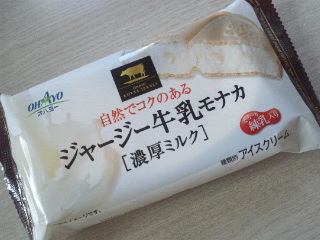 OHAYO
オハヨー
自然でコクのある
ジャージー牛乳モナカ
[濃厚ミルク]
練乳入り
種類別 アイスクリーム